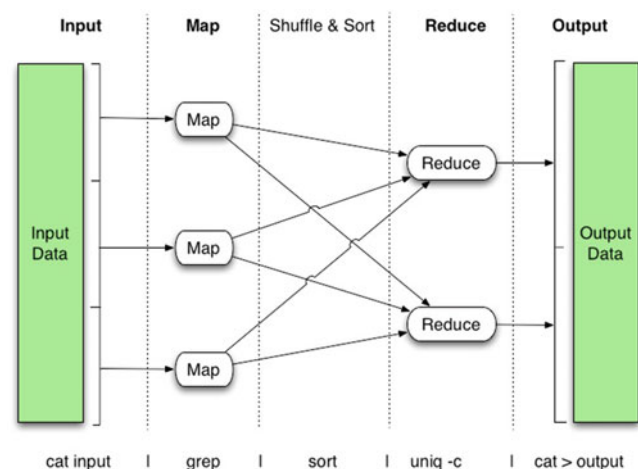 Input Map Shuffle & Sort Reduce Output
Map
Reduce
Input
Data
Map
Output
Data
Reduce
Map
cat input | grep | sort | uniq -c | cat > output